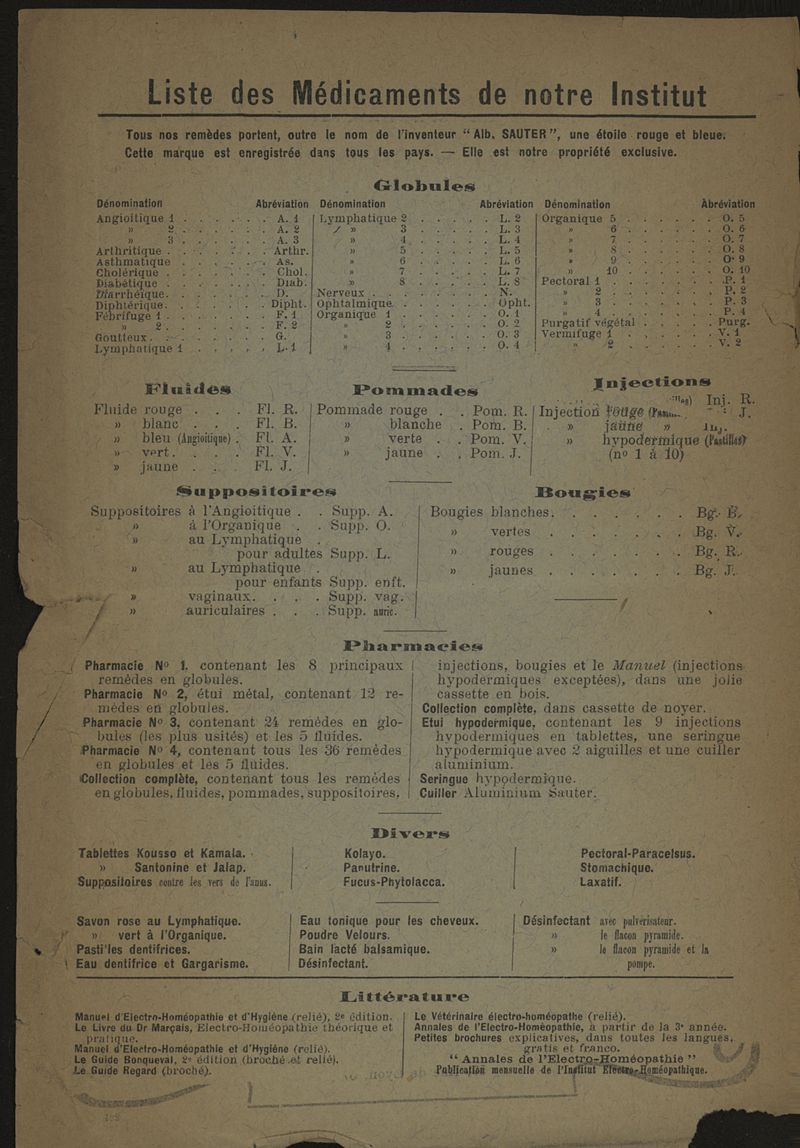 Liste des Médicaments de notre Institut
Tous nos remèdes portent, outre le nom de l'inventeur "Alb. SAUTER", une étoile rouge et bleue.
Cette marque est enregistrée dans tous les pays. — Elle est notre propriété exclusive.
Globules
Dénomination Abréviation
Angioitique 1 . . . . . . A. 1
» 2 . . . . . . A. 2
» 3 . . . . . . A. 3
Arthritique . . . . . . Arthr.
Asthmatique . . . . . . As.
Cholérique . . . . . . Chol.
Diabétique . . . . . . Diab.
Diarrhéique. . . . . . . D.
Diphtérique. . . . . . . Dipht.
Fébrifuge 1 . . . . . . F. 1
» 2. . . . . . . F. 2
Goutteux. . . . . . . G.
Lymphatique 1 . . . . . L. 1
Dénomination Abréviation
Lymphatique 2 . . . . . L. 2
» 3 . . . . . L. 3
» 4 . . . . . L. 4
» 5 . . . . . L. 5
» 6 . . . . . L. 6
» 7 . . . . . L. 7
» 8 . . . . . L. 8
Nerveux . . . . . . . N.
Ophtalmique. . . . . . Opht.
Organique 1 . . . . . O. 1
» 2 . . . . . O. 2
» 3 . . . . . O. 3
» 4 . . . . . O. 4
Dénomination Abréviation
Organique 5 . . . . . . O. 5
» 6 . . . . . . O. 6
» 7 . . . . . . O. 7
» 8 . . . . . . O. 8
» 9 . . . . . . O. 9
» 10 . . . . . . O. 10
Pectoral 1 . . . . . . P. 1
» 2 . . . . . . P. 2
» 3 . . . . . . P. 3
» 4 . . . . . . P. 4
Purgatif végétal . . . . . Purg.
Vermifuge 1 . . . . . . V. 1
» 2 . . . . . . V. 2
Fluides
Fluide rouge . . . Fl. R.
» blanc . . . Fl. B.
» bleu (Angioitique) . Fl. A.
» vert. . . . Fl. V.
» jaune . . . Fl. J.
Pommades
Pommade rouge . . Pom. R.
» blanche . Pom. B.
» verte . . Pom. V.
» jaune . . Pom. J.
Injections
Inj. R.
Injection rouge J.
» jaune » Inj.
» hypodermique (Pastilles)
(no 1 à 10)
Suppositoires
Suppositoires à l'Angioitique . . Supp. A.
» à l'Organique . . Supp. O.
» au Lymphatique .
pour adultes Supp. L.
» au Lymphatique .
pour enfants Supp. enft.
» vaginaux. . . . Supp. vag.
» auriculaires . . . Supp. auric.
Bougies
Bougies blanches. . . . . . . Bg. B.
» vertes . . . . . . . Bg. V.
» rouges . . . . . . . Bg. R.
» jaunes . . . . . . . Bg. J.
Pharmacies
Pharmacie No 1, contenant les 8 principaux
remèdes en globules.
Pharmacie No 2, étui métal, contenant 12 re-
mèdes en globules.
Pharmacie No 3, contenant 24 remèdes en glo-
bules (les plus usités) et les 5 fluides.
Pharmacie No 4, contenant tous les 36 remèdes
en globules et les 5 fluides.
Collection complète, contenant tous les remèdes
en globules, fluides, pommades, suppositoires,
injections, bougies et le Manuel (injections
hypodermiques exceptées), dans une jolie
cassette en bois.
Collection complète, dans cassette de noyer.
Etui hypodermique, contenant les 9 injections
hypodermiques en tablettes, une seringue
hypodermique avec 2 aiguilles et une cuiller
aluminium.
Seringue hypodermique.
Cuiller Aluminium Sauter.
Divers
Tablettes Kousso et Kamala.
» Santonine et Jalap.
Suppositoires contre les vers de l'anus.
Kolayo.
Panutrine.
Fucus-Phytolacca.
Pectoral-Paracelsus.
Stomachique.
Laxatif.
Savon rose au Lymphatique.
» vert à l'Organique.
Pastilles dentifrices.
Eau dentifrice et Gargarisme.
Eau tonique pour les cheveux.
Poudre Velours.
Bain lacté balsamique.
Désinfectant.
Désinfectant avec pulvérisateur.
» le flacon pyramide.
» le flacon pyramide et la
pompe.
Littérature
Manuel d'Electro-Homéopathie et d'Hygiène (relié), 2e édition.
Le Livre du Dr Marçais, Electro-Homéopathie théorique et
pratique.
Manuel d'Electro-Homéopathie et d'Hygiène (relié).
Le Guide Bonqueval, 2e édition (broché et relié).
Le Guide Regard (broché).
Le Vétérinaire électro-homéopathe (relié).
Annales de l'Electro-Homéopathie, à partir de la 3e année.
Petites brochures explicatives, dans toutes les langues,
gratis et franco.
"Annales de l'Electro-Homéopathie"
Publication mensuelle de l'Institut Electro-Homéopathique.